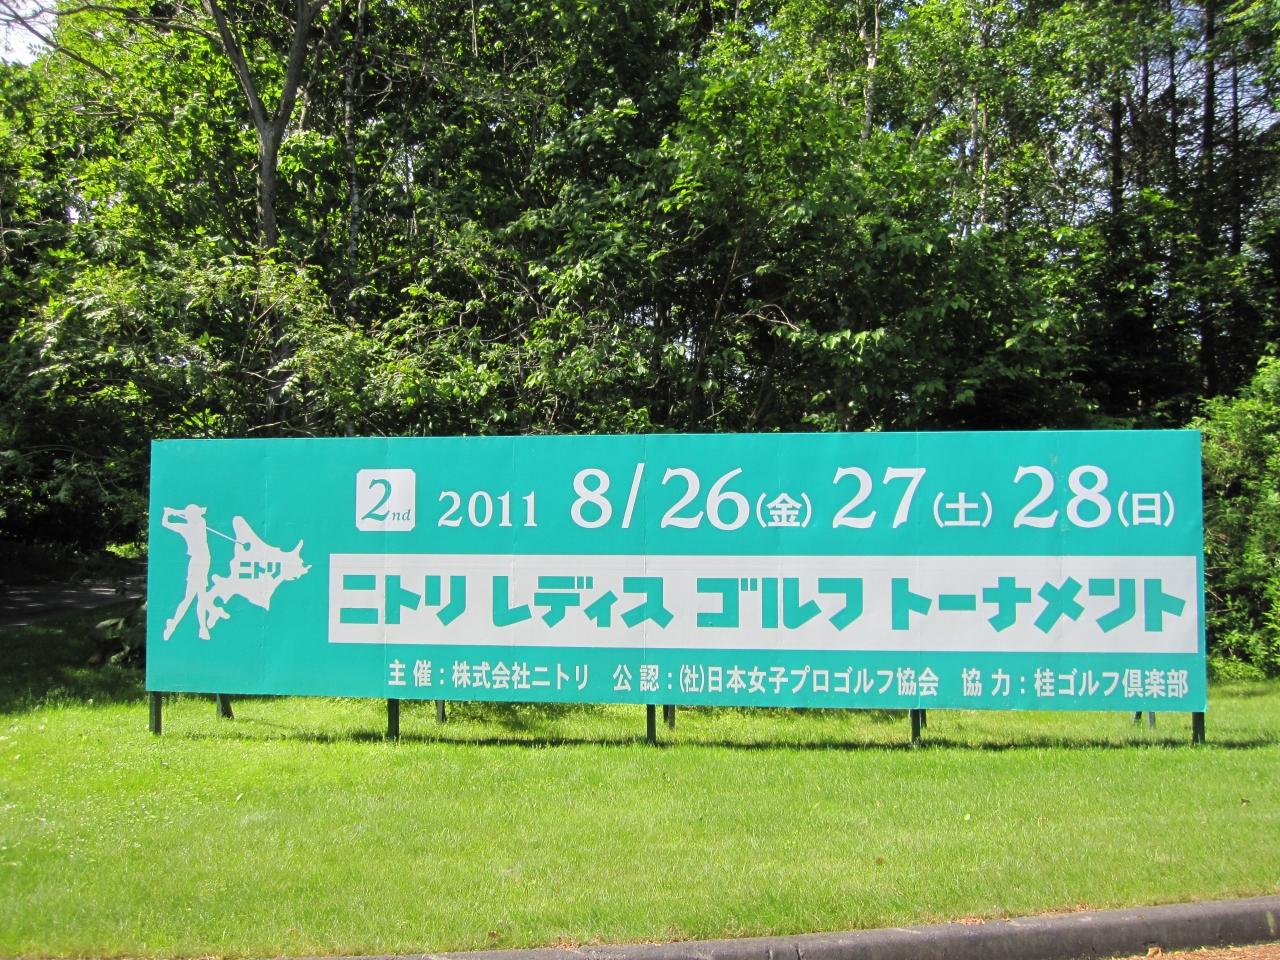 2nd 2011 8/26(金) 27(土) 28(日)
ニトリ
ニトリ レディス ゴルフ トーナメント
主催:株式会社ニトリ 公認:(社)日本女子プロゴルフ協会 協力:桂ゴルフ倶楽部